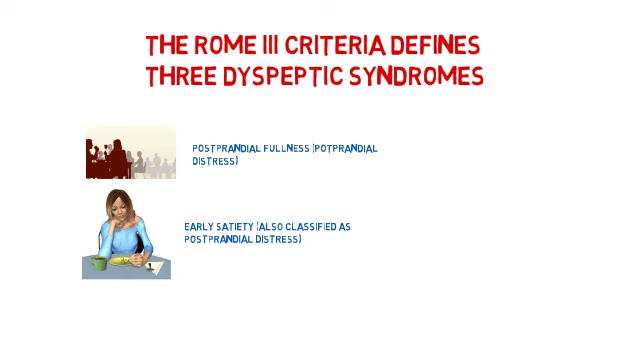 THE ROME III CRITERIA DEFINES
THREE DYSPEPTIC SYNDROMES
POSTPRANDIAL FULLNESS (POTPRANDIAL
DISTRESS)
EARLY SATIETY (ALSO CLASSIFIED AS
POSTPRANDIAL DISTRESS)